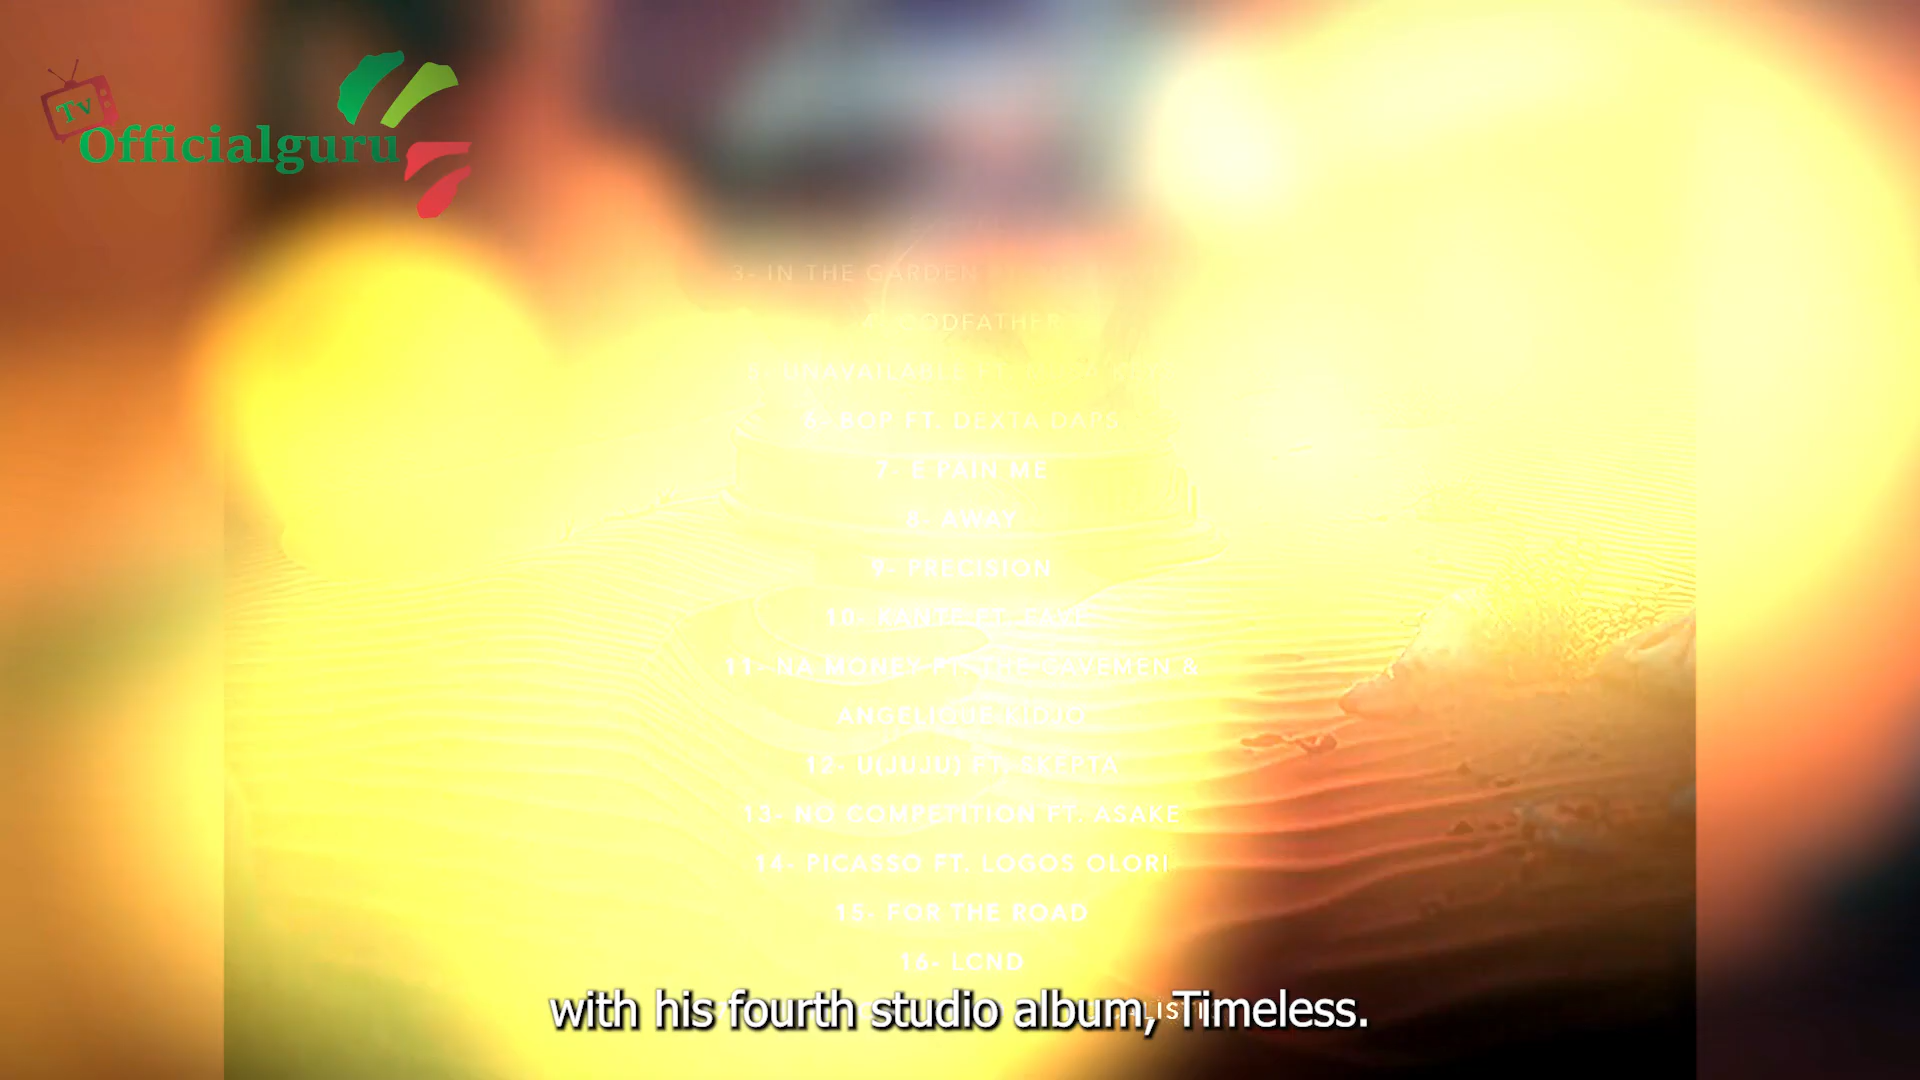 Tv
Officialguru
3- IN THE GARDEN
GODFATHER
5- UNAVAILABLE FT. MUSA KEYS
6- BOP FT. DEXTA DAPS
7- E PAIN ME
8- AWAY
9- PRECISION
10- KANTE FT. FAVE
11- NA MONEY FT. THE CAVEMEN &
ANGELIQUE KIDJO
12- U(JUJU) FT. SKEPTA
13- NO COMPETITION FT. ASAKE
14- PICASSO FT. LOGOS OLORI
15- FOR THE ROAD
16- LCND
with his fourth studio album, Timeless.